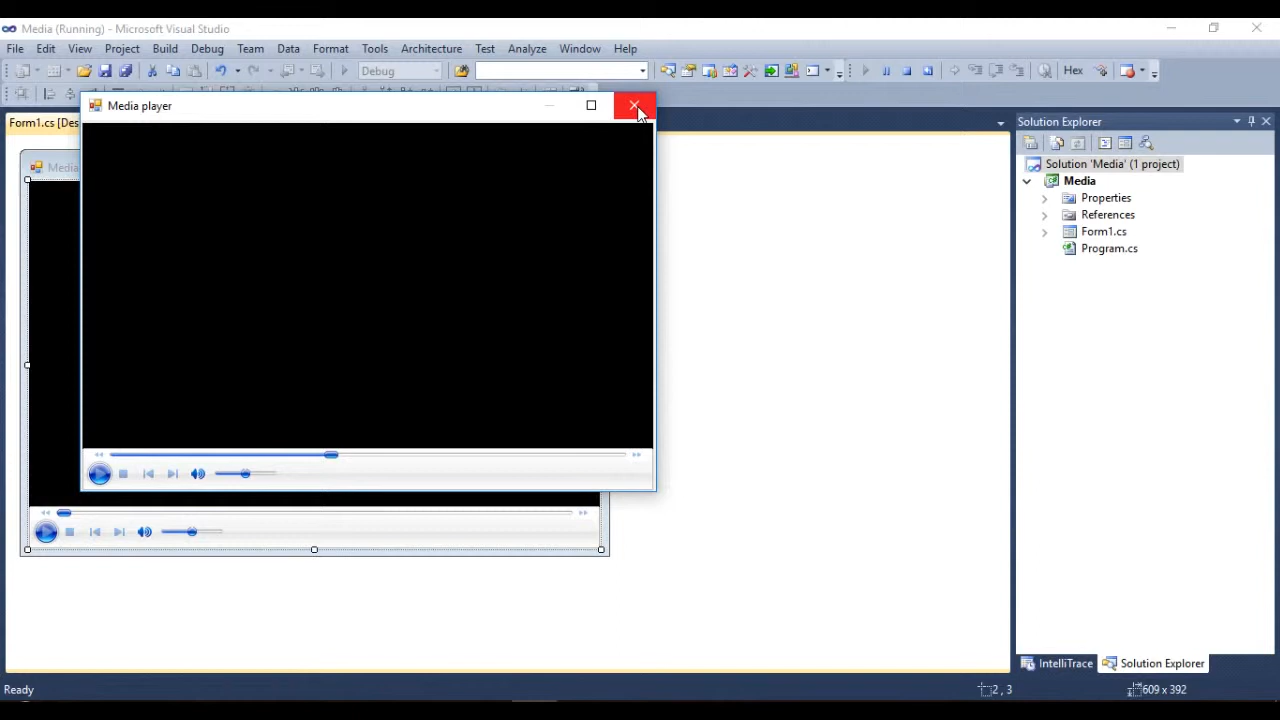 Media (Running) - Microsoft Visual Studio
File Edit View Project Build Debug Team Data Format Tools Architecture Test Analyze Window Help
Debug
Hex
Media player
Form1.cs [Des
Solution Explorer
Media
Solution 'Media' (1 project)
Media
Properties
References
Form1.cs
Program.cs
IntelliTrace Solution Explorer
Ready
2 , 3
609 x 392